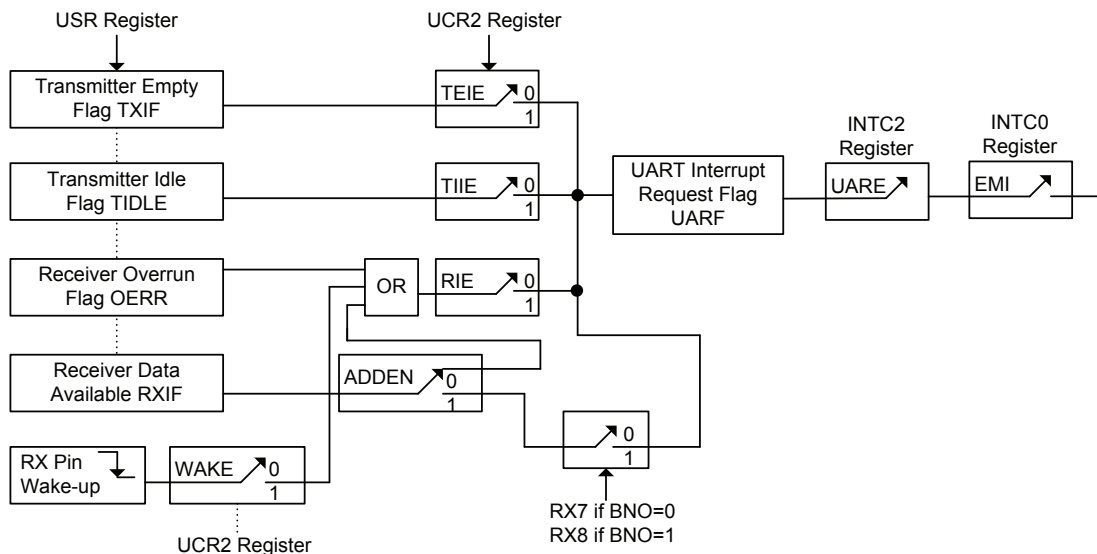 USR Register
UCR2 Register
Transmitter Empty
Flag TXIF
TEIE
0
1
INTC2
Register
INTC0
Register
Transmitter Idle
Flag TIDLE
TIIE
0
1
UART Interrupt
Request Flag
UARF
UARE
EMI
Receiver Overrun
Flag OERR
OR
RIE
0
1
Receiver Data
Available RXIF
ADDEN
0
1
0
1
RX Pin
Wake-up
WAKE
0
1
RX7 if BNO=0
RX8 if BNO=1
UCR2 Register